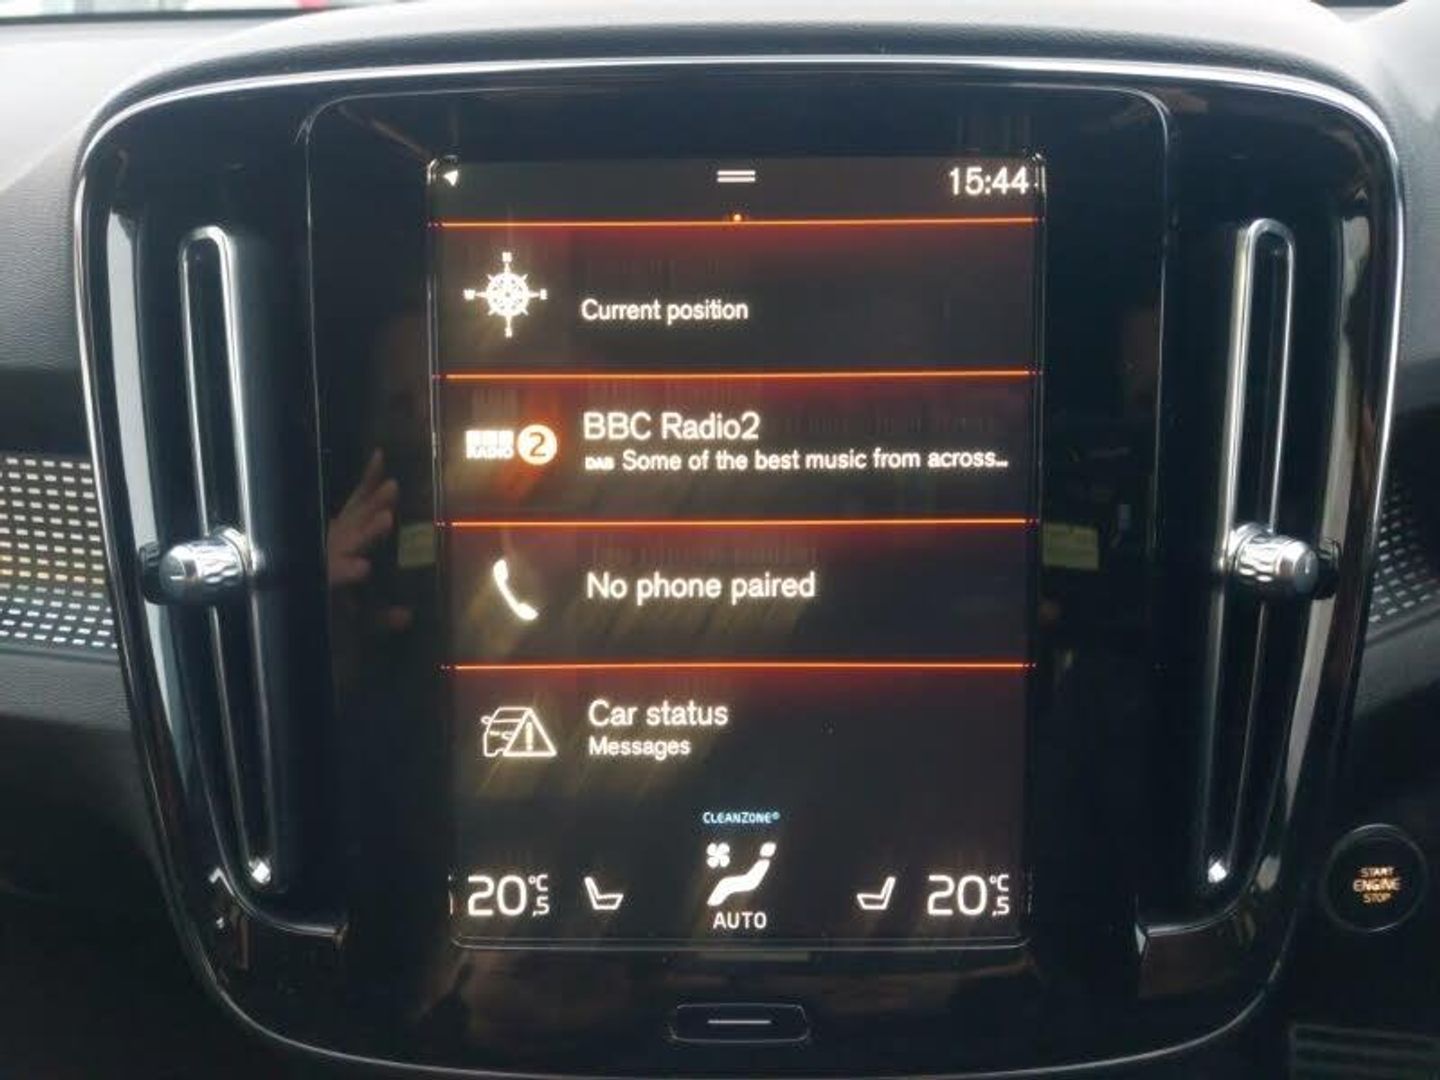 15:44
N
W E
S
Current position
BBC
RADIO 2
BBC Radio2
DAB Some of the best music from across...
No phone paired
Car status
Messages
CLEANZONE®
20,5°C
20,5°C
AUTO
START
ENGINE
STOP